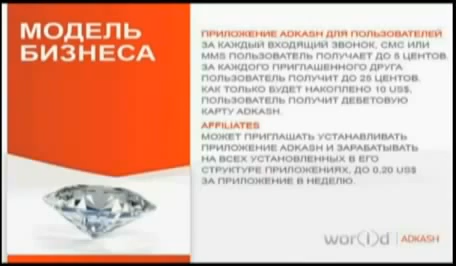 МОДЕЛЬ
БИЗНЕСА
ПРИЛОЖЕНИЕ ADKASH ДЛЯ ПОЛЬЗОВАТЕЛЕЙ
ЗА КАЖДЫЙ ВХОДЯЩИЙ ЗВОНОК, СМС ИЛИ
MMS ПОЛЬЗОВАТЕЛЬ ПОЛУЧАЕТ ДО 5 ЦЕНТОВ.
ЗА КАЖДОГО ПРИГЛАШЕННОГО ДРУГА
ПОЛЬЗОВАТЕЛЬ ПОЛУЧИТ ДО 25 ЦЕНТОВ.
КАК ТОЛЬКО БУДЕТ НАКОПЛЕНО 10 US$,
ПОЛЬЗОВАТЕЛЬ ПОЛУЧИТ ДЕБЕТОВУЮ
КАРТУ ADKASH.
AFFILIATES
МОЖЕТ ПРИГЛАШАТЬ УСТАНАВЛИВАТЬ
ПРИЛОЖЕНИЕ ADKASH И ЗАРАБАТЫВАТЬ
НА ВСЕХ УСТАНОВЛЕННЫХ В ЕГО
СТРУКТУРЕ ПРИЛОЖЕНИЯХ, ДО 0,20 US$
ЗА ПРИЛОЖЕНИЕ В НЕДЕЛЮ.
wor(l)d | ADKASH